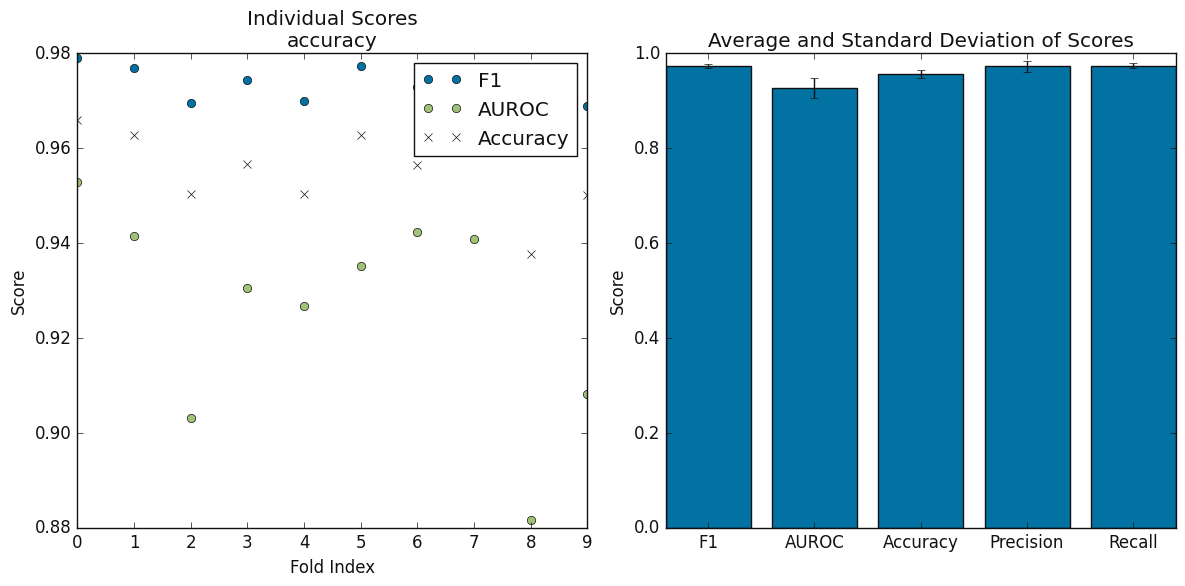 Individual Scores
accuracy
0.98
0.96
0.94
0.92
0.90
0.88
Score
F1
AUROC
Accuracy
0 1 2 3 4 5 6 7 8 9
Fold Index
Average and Standard Deviation of Scores
1.0
0.8
0.6
0.4
0.2
0.0
Score
F1 AUROC Accuracy Precision Recall